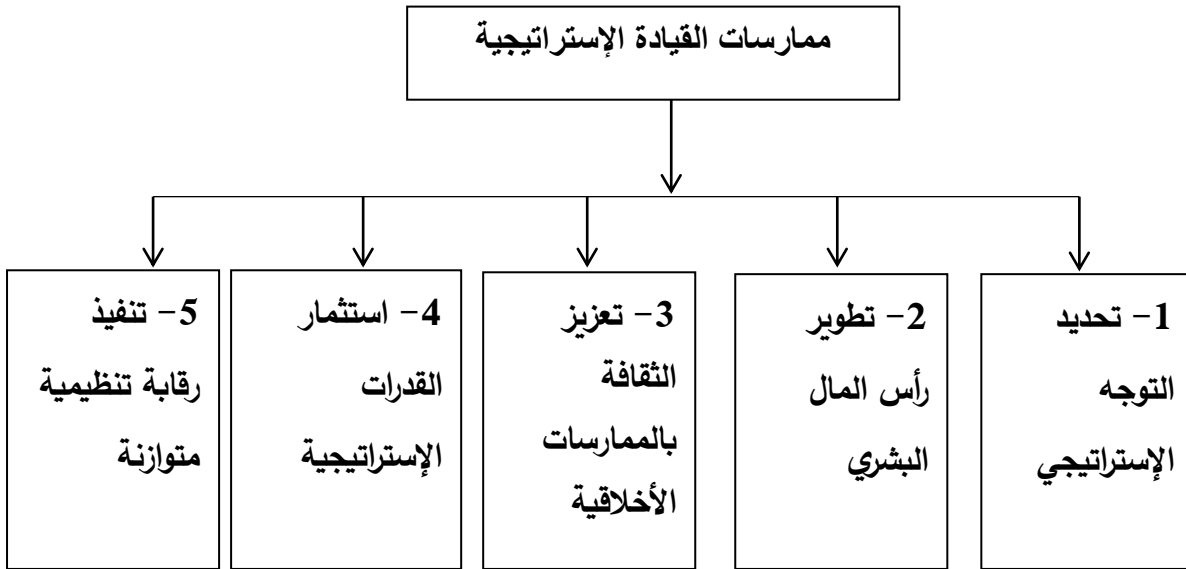 ممارسات القيادة الإستراتيجية
1- تحديد
التوجه
الإستراتيجي
2- تطوير
رأس المال
البشري
3- تعزيز
الثقافة
بالممارسات
الأخلاقية
4- استثمار
القدرات
الإستراتيجية
5- تنفيذ
رقابة تنظيمية
متوازنة